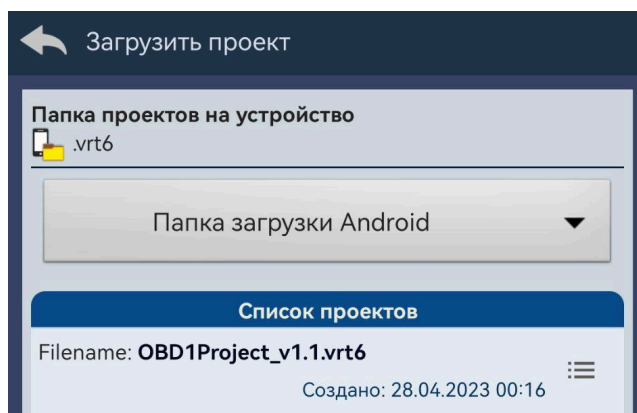 Загрузить проект
Папка проектов на устройство
.vrt6
Папка загрузки Android
Список проектов
Filename: OBD1Project_v1.1.vrt6
Создано: 28.04.2023 00:16